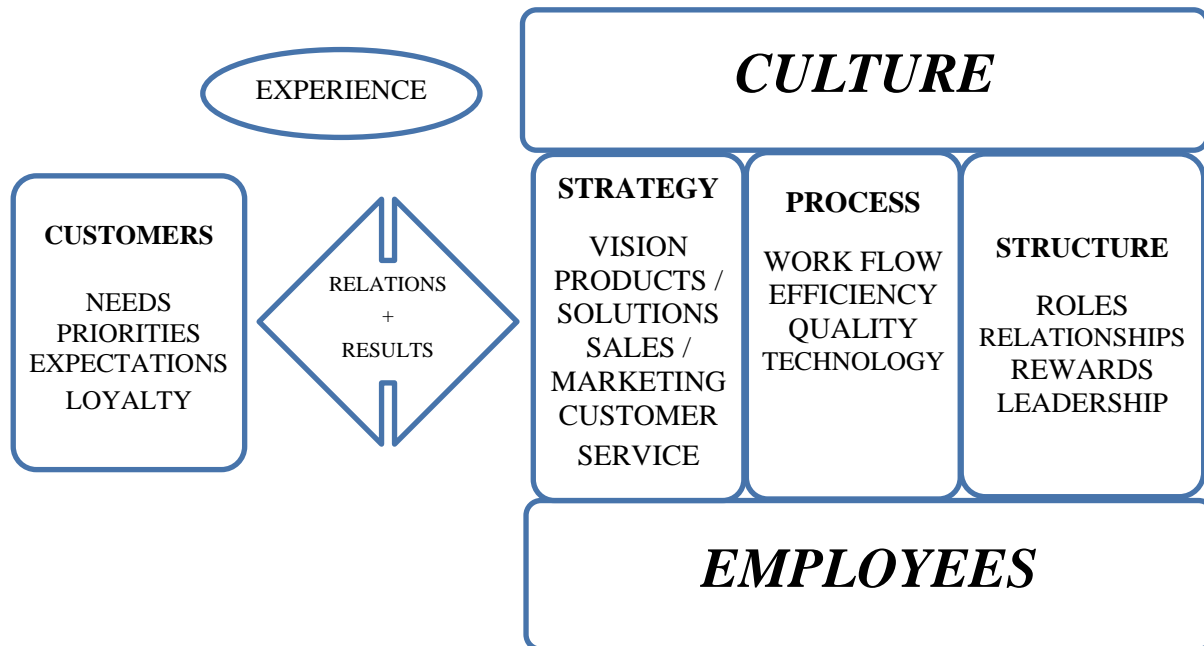 CULTURE
EXPERIENCE
CUSTOMERS
NEEDS
PRIORITIES
EXPECTATIONS
LOYALTY
RELATIONS
+
RESULTS
STRATEGY
VISION
PRODUCTS /
SOLUTIONS
SALES /
MARKETING
CUSTOMER
SERVICE
PROCESS
WORK FLOW
EFFICIENCY
QUALITY
TECHNOLOGY
STRUCTURE
ROLES
RELATIONSHIPS
REWARDS
LEADERSHIP
EMPLOYEES